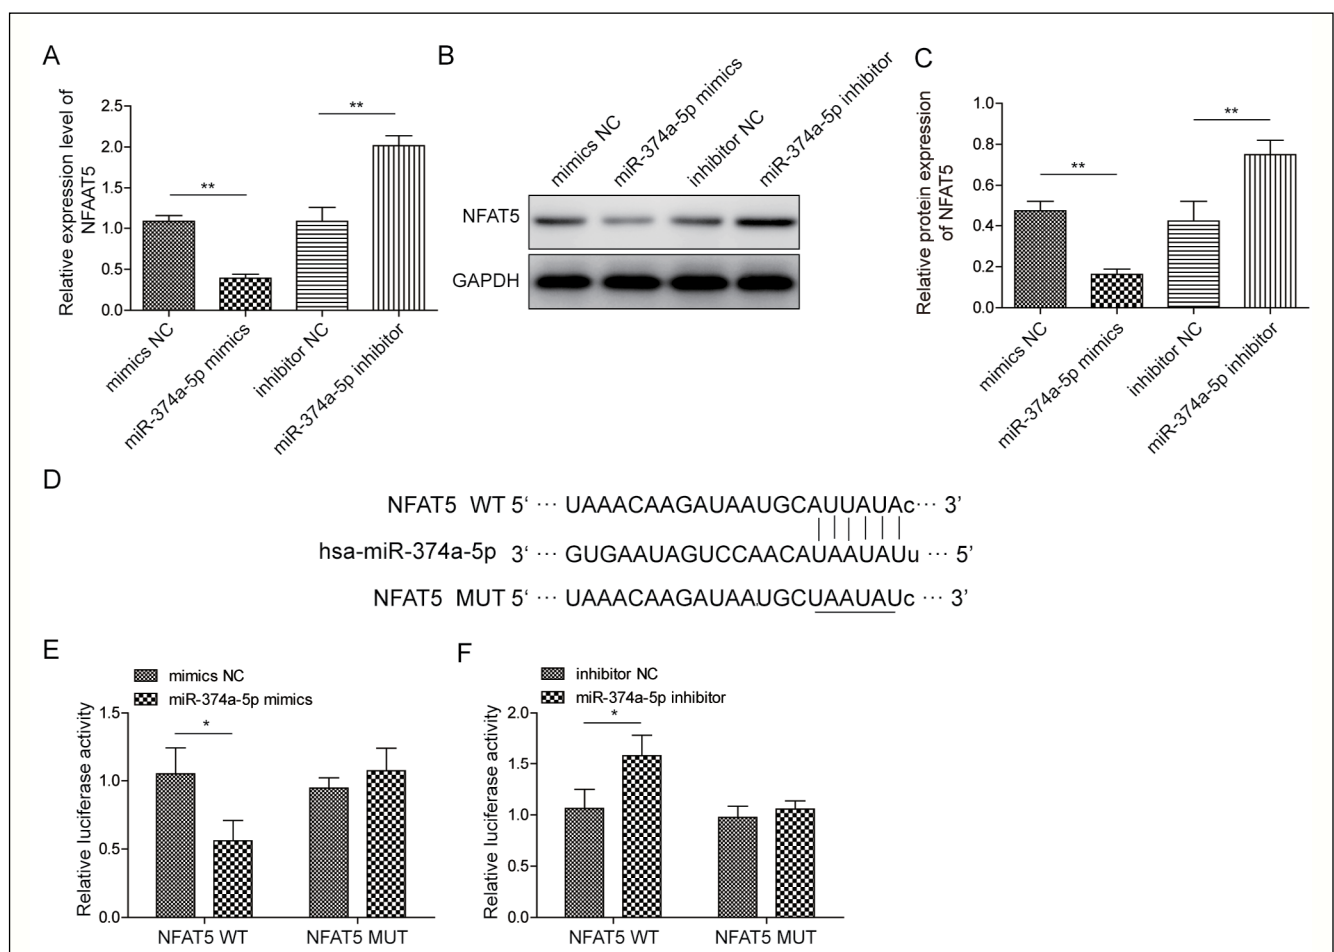 A
Relative expression level of
NFAAT5
2.5
2.0
1.5
1.0
0.5
0.0
**
**
mimics NC
miR-374a-5p mimics
inhibitor NC
miR-374a-5p inhibitor
B
mimics NC
miR-374a-5p mimics
inhibitor NC
miR-374a-5p inhibitor
NFAT5
GAPDH
C
Relative protein expression
of NFAT5
1.0
0.8
0.6
0.4
0.2
0.0
**
**
mimics NC
miR-374a-5p mimics
inhibitor NC
miR-374a-5p inhibitor
D
NFAT5 WT 5‘ ··· UAAACAAGAUAAUGCAUUAUAc··· 3’
hsa-miR-374a-5p 3‘ ··· GUGAAUAGUCCAACAUAAUAUu ··· 5’
NFAT5 MUT 5‘ ··· UAAACAAGAUAAUGCUAAUAUc ··· 3’
E
mimics NC
miR-374a-5p mimics
Relative luciferase activity
1.5
1.0
0.5
0.0
*
NFAT5 WT NFAT5 MUT
F
inhibitor NC
miR-374a-5p inhibitor
Relative luciferase activity
2.0
1.5
1.0
0.5
0.0
*
NFAT5 WT NFAT5 MUT